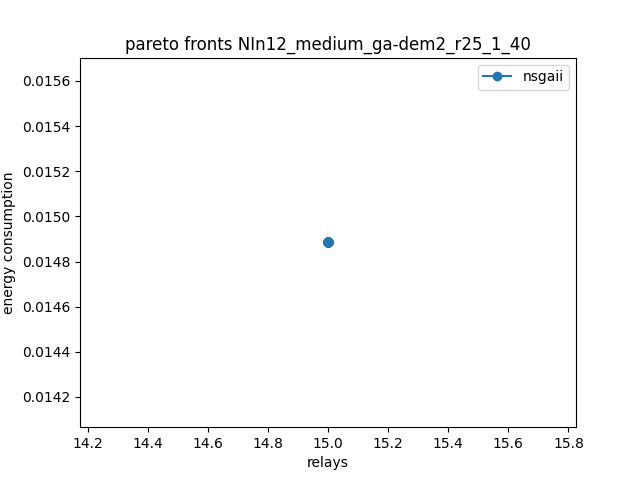 pareto fronts NIn12_medium_ga-dem2_r25_1_40
nsgaii
energy consumption
0.0156
0.0154
0.0152
0.0150
0.0148
0.0146
0.0144
0.0142
14.2 14.4 14.6 14.8 15.0 15.2 15.4 15.6 15.8
relays